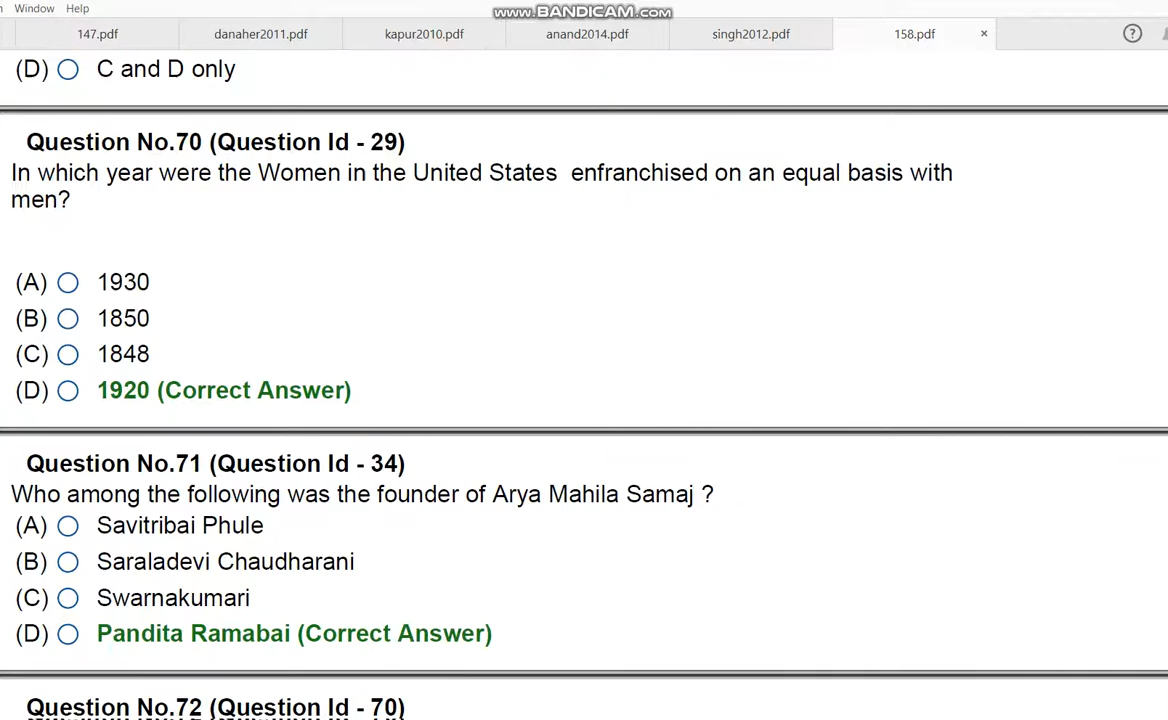 Window Help
www.BANDICAM.com
147.pdf danaher2011.pdf kapur2010.pdf anand2014.pdf singh2012.pdf 158.pdf × ?
(D) C and D only
Question No.70 (Question Id - 29)
In which year were the Women in the United States enfranchised on an equal basis with
men?
(A) 1930
(B) 1850
(C) 1848
(D) 1920 (Correct Answer)
Question No.71 (Question Id - 34)
Who among the following was the founder of Arya Mahila Samaj ?
(A) Savitribai Phule
(B) Saraladevi Chaudharani
(C) Swarnakumari
(D) Pandita Ramabai (Correct Answer)
Question No.72 (Question Id - 70)